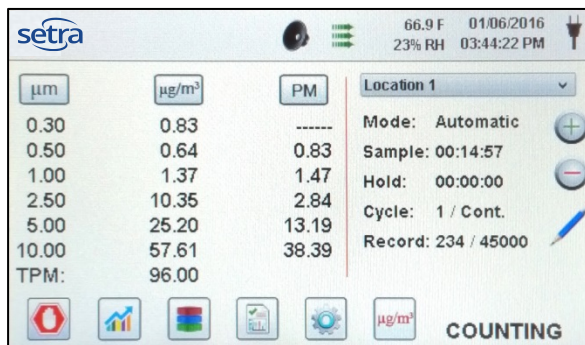 setra
66.9 F 01/06/2016
23% RH 03:44:22 PM
µm µg/m³ PM
0.30 0.83 ------
0.50 0.64 0.83
1.00 1.37 1.47
2.50 10.35 2.84
5.00 25.20 13.19
10.00 57.61 38.39
TPM: 96.00
Location 1
Mode: Automatic
Sample: 00:14:57
Hold: 00:00:00
Cycle: 1 / Cont.
Record: 234 / 45000
µg/m³
COUNTING